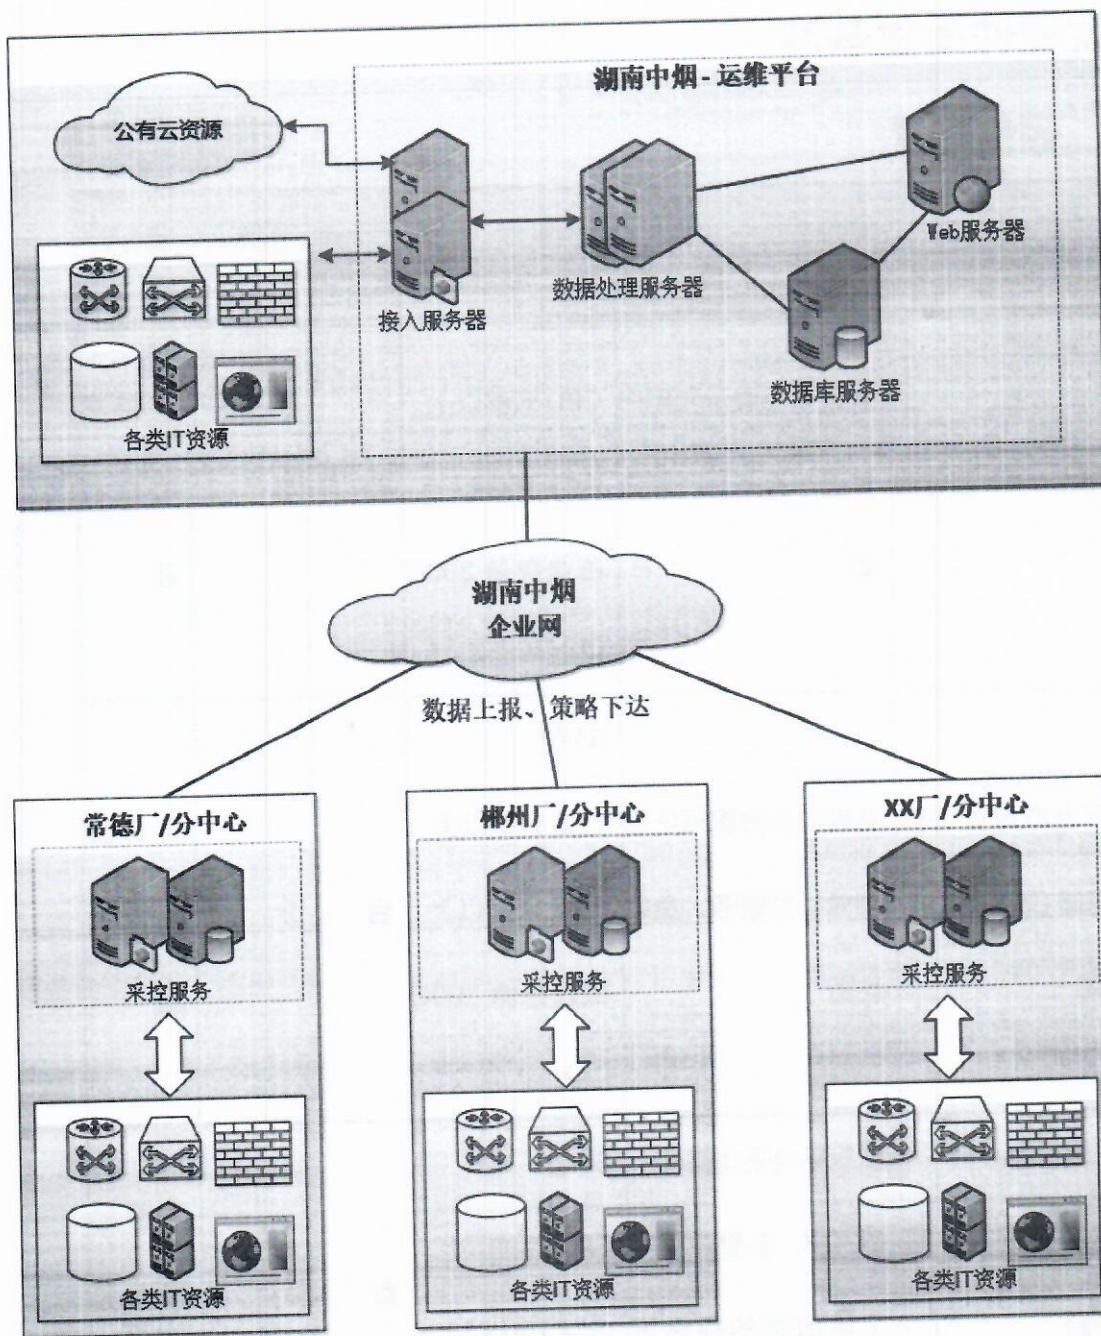 湖南中烟-运维平台
公有云资源
Web服务器
数据处理服务器
接入服务器
数据库服务器
各类IT资源
湖南中烟
企业网
数据上报、策略下达
常德厂/分中心
郴州厂/分中心
XX厂/分中心
采控服务
采控服务
采控服务
各类IT资源
各类IT资源
各类IT资源